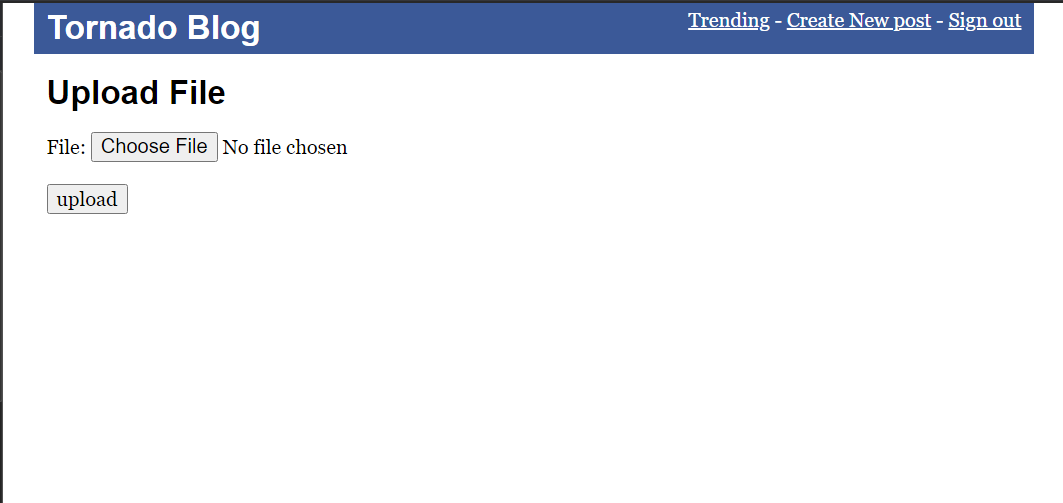 Tornado Blog
Trending - Create New post - Sign out
Upload File
File: Choose File No file chosen
upload